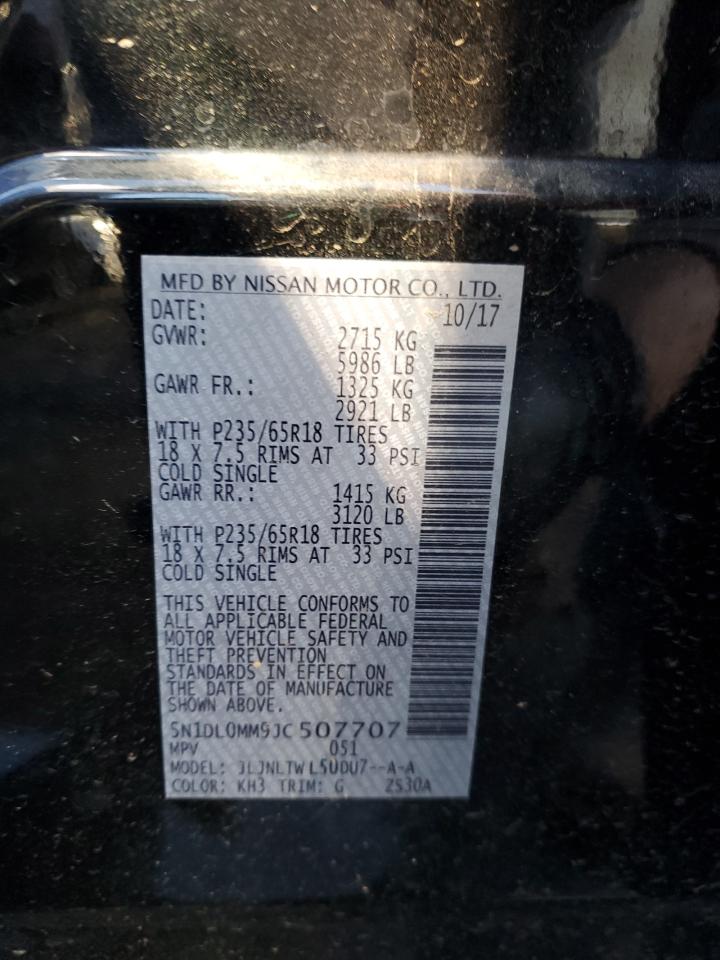 MFD BY NISSAN MOTOR CO., LTD.
DATE: 10/17
GVWR: 2715 KG
5986 LB
GAWR FR.: 1325 KG
2921 LB
WITH P235/65R18 TIRES
18 X 7.5 RIMS AT 33 PSI
COLD SINGLE
GAWR RR.: 1415 KG
3120 LB
WITH P235/65R18 TIRES
18 X 7.5 RIMS AT 33 PSI
COLD SINGLE
THIS VEHICLE CONFORMS TO
ALL APPLICABLE FEDERAL
MOTOR VEHICLE SAFETY AND
THEFT PREVENTION
STANDARDS IN EFFECT ON
THE DATE OF MANUFACTURE
SHOWN ABOVE.
5N1DL0MM9JC507707
MPV 051
MODEL: JLJNLTWL5UDU7--A-A
COLOR: KH3 TRIM: G ZS30A